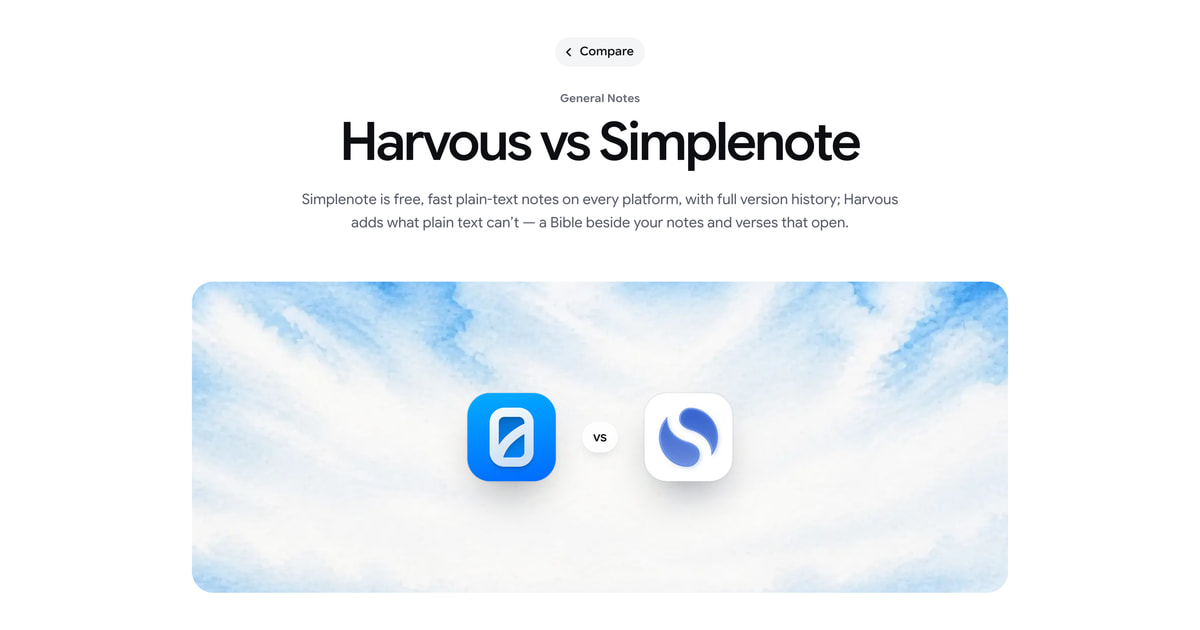 Compare
General Notes
Harvous vs Simplenote
Simplenote is free, fast plain-text notes on every platform, with full version history; Harvous
adds what plain text can’t — a Bible beside your notes and verses that open.
vs